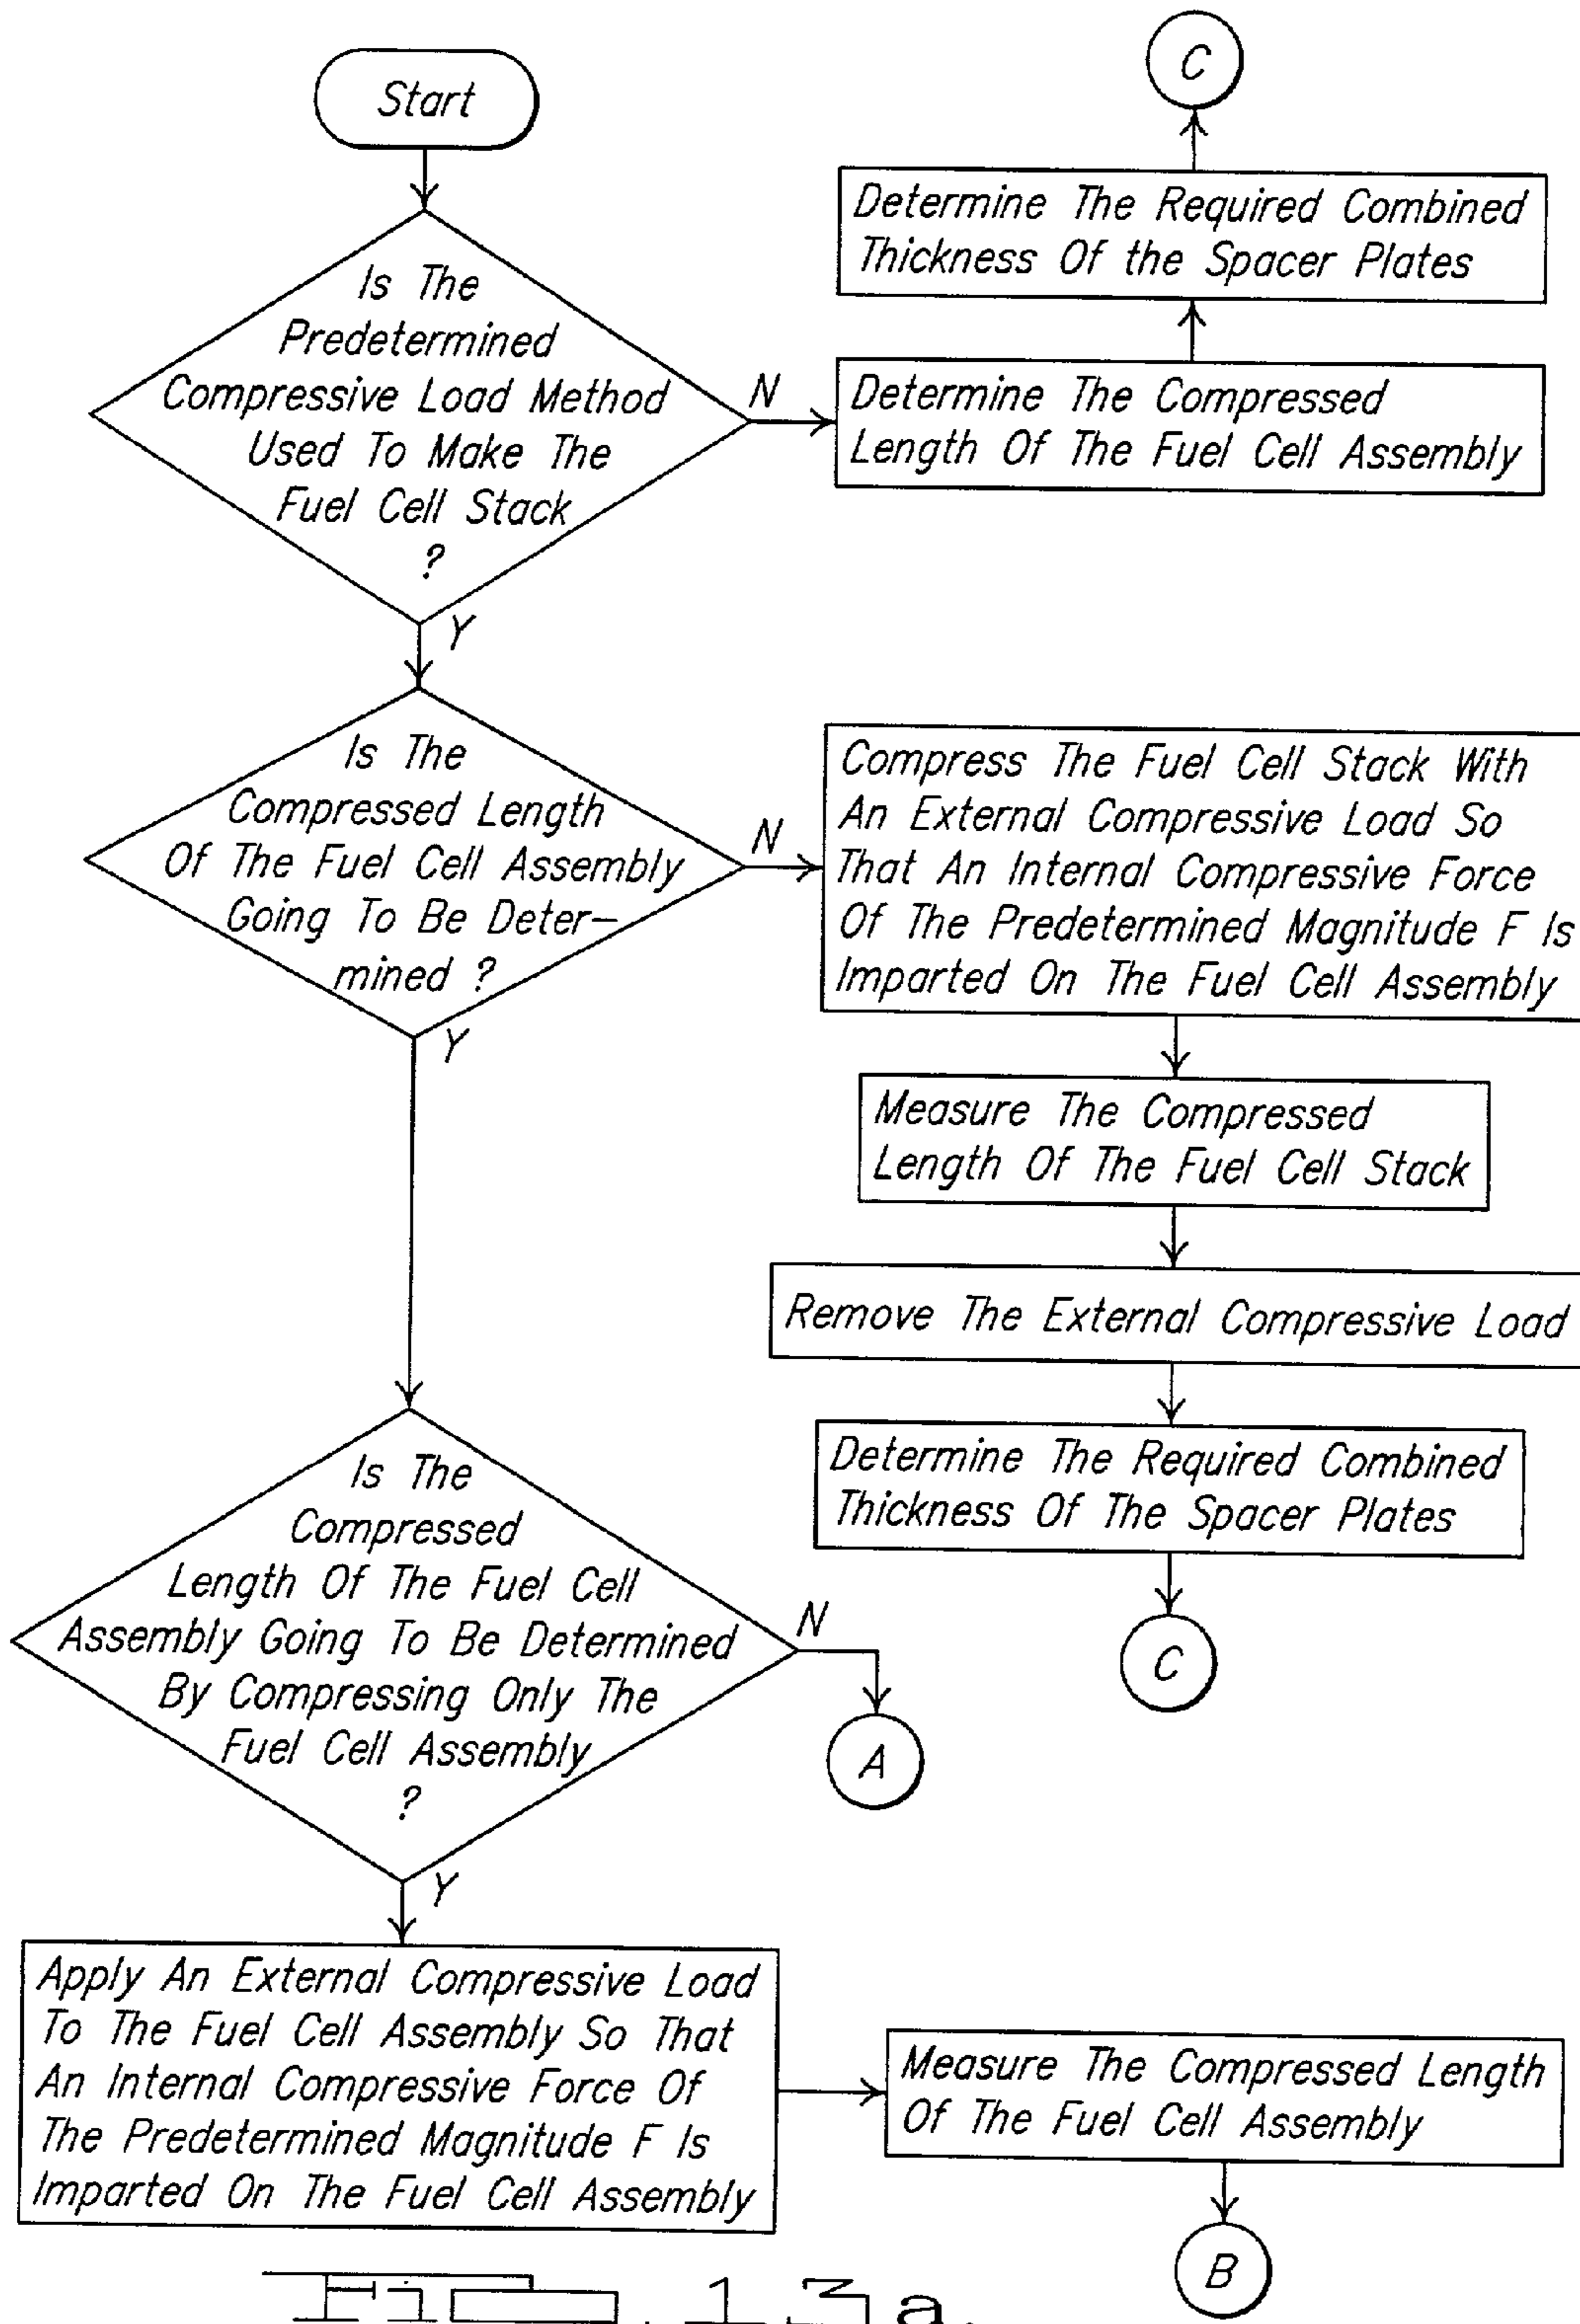 Start
Is The
Predetermined
Compressive Load Method
Used To Make The
Fuel Cell Stack
?
N
Y
C
Determine The Required Combined
Thickness Of the Spacer Plates
Determine The Compressed
Length Of The Fuel Cell Assembly
Is The
Compressed Length
Of The Fuel Cell Assembly
Going To Be Deter-
mined ?
N
Y
Compress The Fuel Cell Stack With
An External Compressive Load So
That An Internal Compressive Force
Of The Predetermined Magnitude F Is
Imparted On The Fuel Cell Assembly
Measure The Compressed
Length Of The Fuel Cell Stack
Remove The External Compressive Load
Determine The Required Combined
Thickness Of The Spacer Plates
C
Is The
Compressed
Length Of The Fuel Cell
Assembly Going To Be Determined
By Compressing Only The
Fuel Cell Assembly
?
N
A
Y
Apply An External Compressive Load
To The Fuel Cell Assembly So That
An Internal Compressive Force Of
The Predetermined Magnitude F Is
Imparted On The Fuel Cell Assembly
Measure The Compressed Length
Of The Fuel Cell Assembly
B
13a